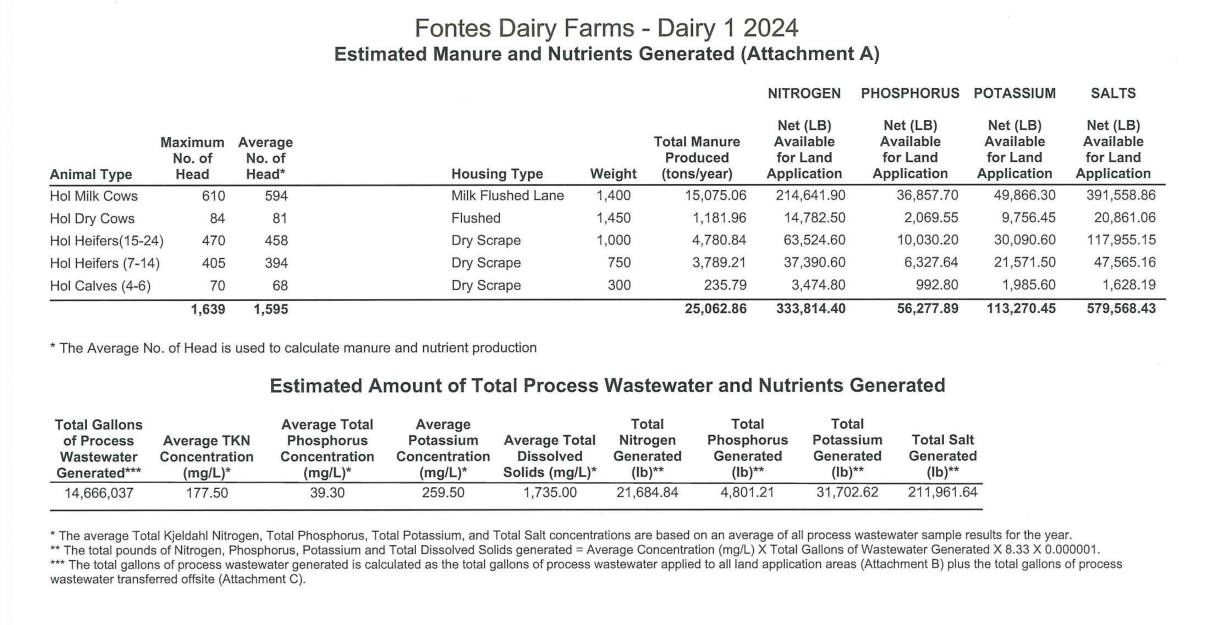 Fontes Dairy Farms - Dairy 1 2024
Estimated Manure and Nutrients Generated (Attachment A)
NITROGEN PHOSPHORUS POTASSIUM SALTS
Animal Type Maximum No. of Head Average No. of Head* Housing Type Weight Total Manure Produced (tons/year) Net (LB) Available for Land Application Net (LB) Available for Land Application Net (LB) Available for Land Application Net (LB) Available for Land Application
Hol Milk Cows 610 594 Milk Flushed Lane 1,400 15,075.06 214,641.90 36,857.70 49,866.30 391,558.86
Hol Dry Cows 84 81 Flushed 1,450 1,181.96 14,782.50 2,069.55 9,756.45 20,861.06
Hol Heifers(15-24) 470 458 Dry Scrape 1,000 4,780.84 63,524.60 10,030.20 30,090.60 117,955.15
Hol Heifers (7-14) 405 394 Dry Scrape 750 3,789.21 37,390.60 6,327.64 21,571.50 47,565.16
Hol Calves (4-6) 70 68 Dry Scrape 300 235.79 3,474.80 992.80 1,985.60 1,628.19
1,639 1,595 25,062.86 333,814.40 56,277.89 113,270.45 579,568.43
* The Average No. of Head is used to calculate manure and nutrient production
Estimated Amount of Total Process Wastewater and Nutrients Generated
Total Gallons of Process Wastewater Generated*** Average TKN Concentration (mg/L)* Average Total Phosphorus Concentration (mg/L)* Average Potassium Concentration (mg/L)* Average Total Dissolved Solids (mg/L)* Total Nitrogen Generated (lb)** Total Phosphorus Generated (lb)** Total Potassium Generated (lb)** Total Salt Generated (lb)**
14,666,037 177.50 39.30 259.50 1,735.00 21,684.84 4,801.21 31,702.62 211,961.64
* The average Total Kjeldahl Nitrogen, Total Phosphorus, Total Potassium, and Total Salt concentrations are based on an average of all process wastewater sample results for the year.
** The total pounds of Nitrogen, Phosphorus, Potassium and Total Dissolved Solids generated = Average Concentration (mg/L) X Total Gallons of Wastewater Generated X 8.33 X 0.000001.
*** The total gallons of process wastewater generated is calculated as the total gallons of process wastewater applied to all land application areas (Attachment B) plus the total gallons of process
wastewater transferred offsite (Attachment C).